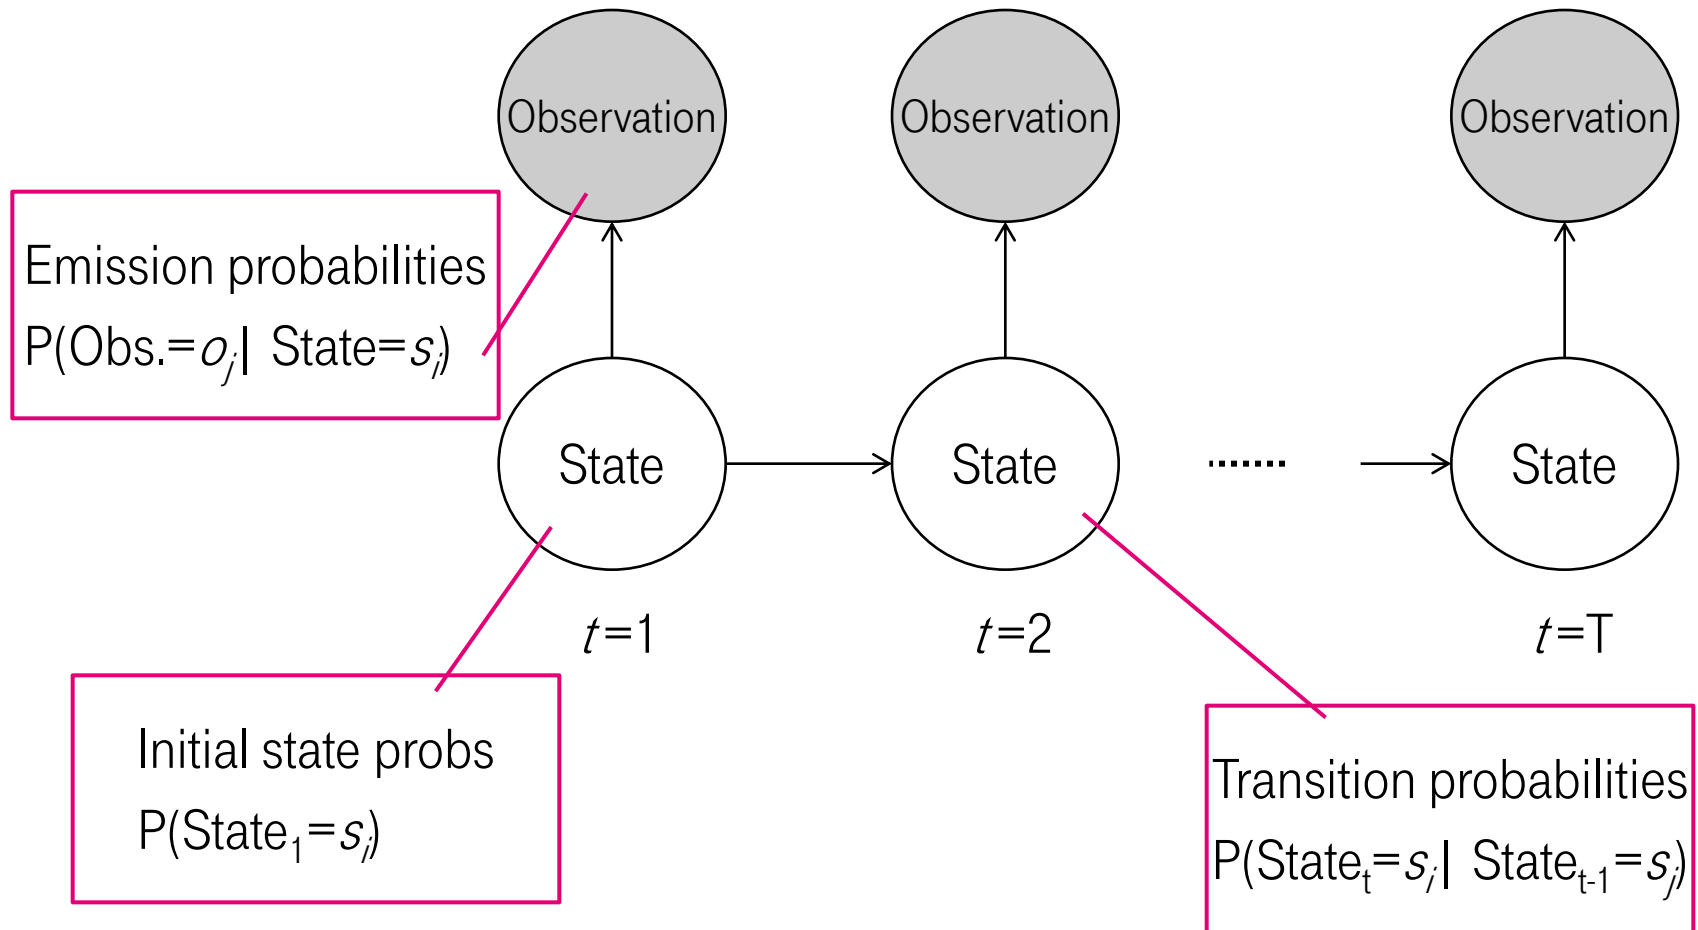 Observation
Observation
Observation
Emission probabilities
P(Obs.=oj| State=si)
State
State
.......
State
t=1
t=2
t=T
Initial state probs
P(State1=si)
Transition probabilities
P(Statet=si| Statet-1=sj)